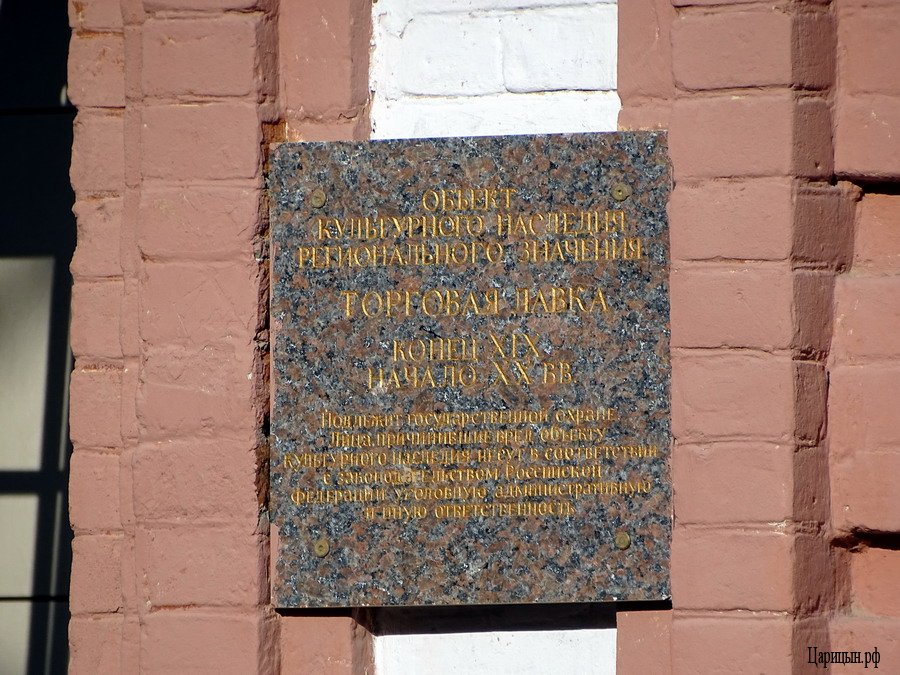 ОБЪЕКТ
КУЛЬТУРНОГО НАСЛЕДИЯ
РЕГИОНАЛЬНОГО ЗНАЧЕНИЯ
ТОРГОВАЯ ЛАВКА
КОНЕЦ XIX
НАЧАЛО XX ВВ.
Подлежит государственной охране.
Лица, причинившие вред объекту
культурного наследия несут в соответствии
с законодательством Российской
Федерации уголовную, административную
и иную ответственность
Царицын.рф